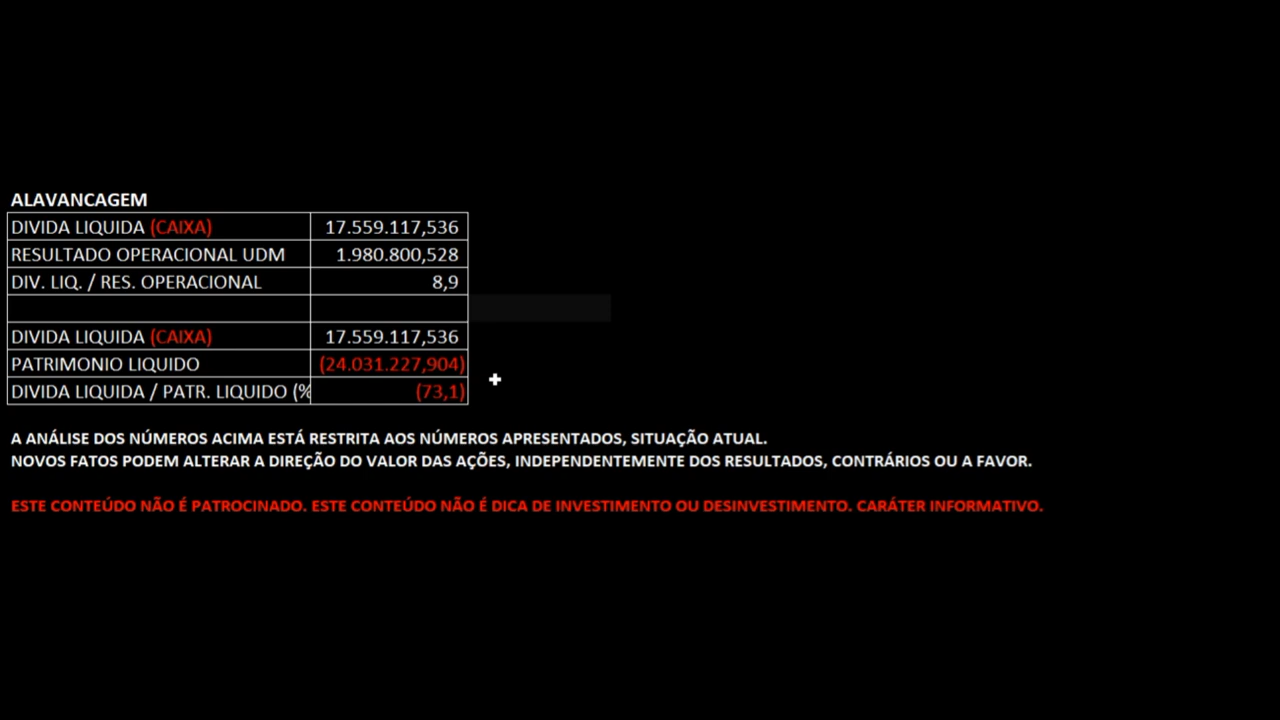 ALAVANCAGEM
DIVIDA LIQUIDA (CAIXA) 17.559.117,536
RESULTADO OPERACIONAL UDM 1.980.800,528
DIV. LIQ. / RES. OPERACIONAL 8,9
DIVIDA LIQUIDA (CAIXA) 17.559.117,536
PATRIMONIO LIQUIDO (24.031.227,904)
DIVIDA LIQUIDA / PATR. LIQUIDO (% (73,1)
A ANÁLISE DOS NÚMEROS ACIMA ESTÁ RESTRITA AOS NÚMEROS APRESENTADOS, SITUAÇÃO ATUAL.
NOVOS FATOS PODEM ALTERAR A DIREÇÃO DO VALOR DAS AÇÕES, INDEPENDENTEMENTE DOS RESULTADOS, CONTRÁRIOS OU A FAVOR.
ESTE CONTEÚDO NÃO É PATROCINADO. ESTE CONTEÚDO NÃO É DICA DE INVESTIMENTO OU DESINVESTIMENTO. CARÁTER INFORMATIVO.